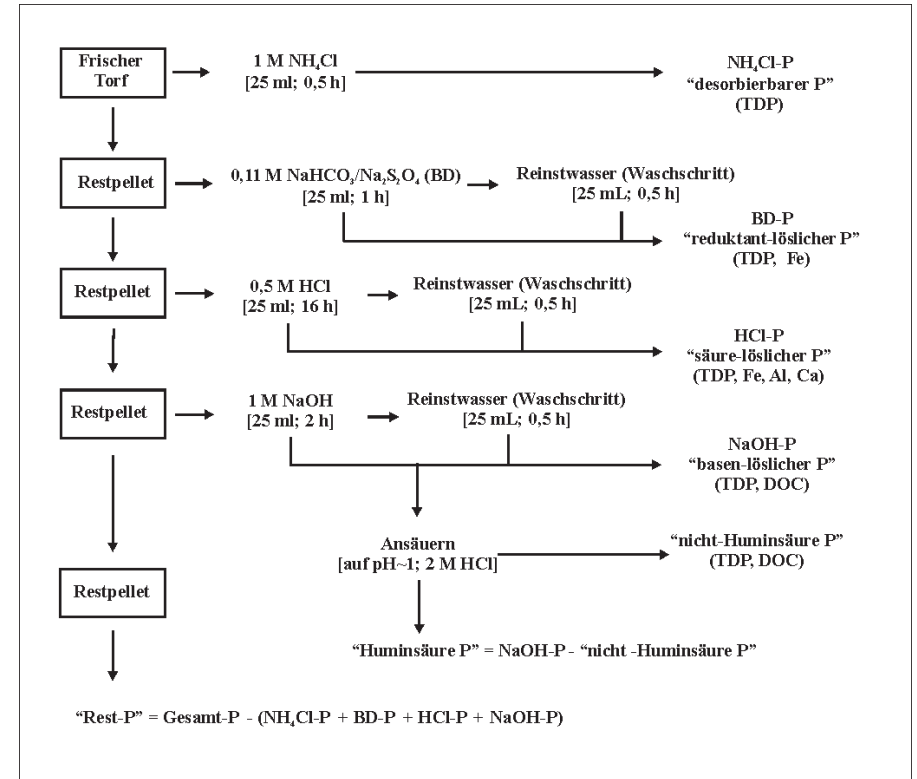 Frischer
Torf
1 M NH₄Cl
[25 ml; 0,5 h]
NH₄Cl-P
“desorbierbarer P”
(TDP)
Restpellet
0,11 M NaHCO₃/Na₂S₂O₄ (BD)
[25 ml; 1 h]
Reinstwasser (Waschschritt)
[25 mL; 0,5 h]
BD-P
“reduktant-löslicher P”
(TDP, Fe)
Restpellet
0,5 M HCl
[25 ml; 16 h]
Reinstwasser (Waschschritt)
[25 mL; 0,5 h]
HCl-P
“säure-löslicher P”
(TDP, Fe, Al, Ca)
Restpellet
1 M NaOH
[25 ml; 2 h]
Reinstwasser (Waschschritt)
[25 mL; 0,5 h]
NaOH-P
“basen-löslicher P”
(TDP, DOC)
Ansäuern
[auf pH~1; 2 M HCl]
“nicht-Huminsäure P”
(TDP, DOC)
Restpellet
“Huminsäure P” = NaOH-P - “nicht -Huminsäure P”
“Rest-P” = Gesamt-P - (NH₄Cl-P + BD-P + HCl-P + NaOH-P)